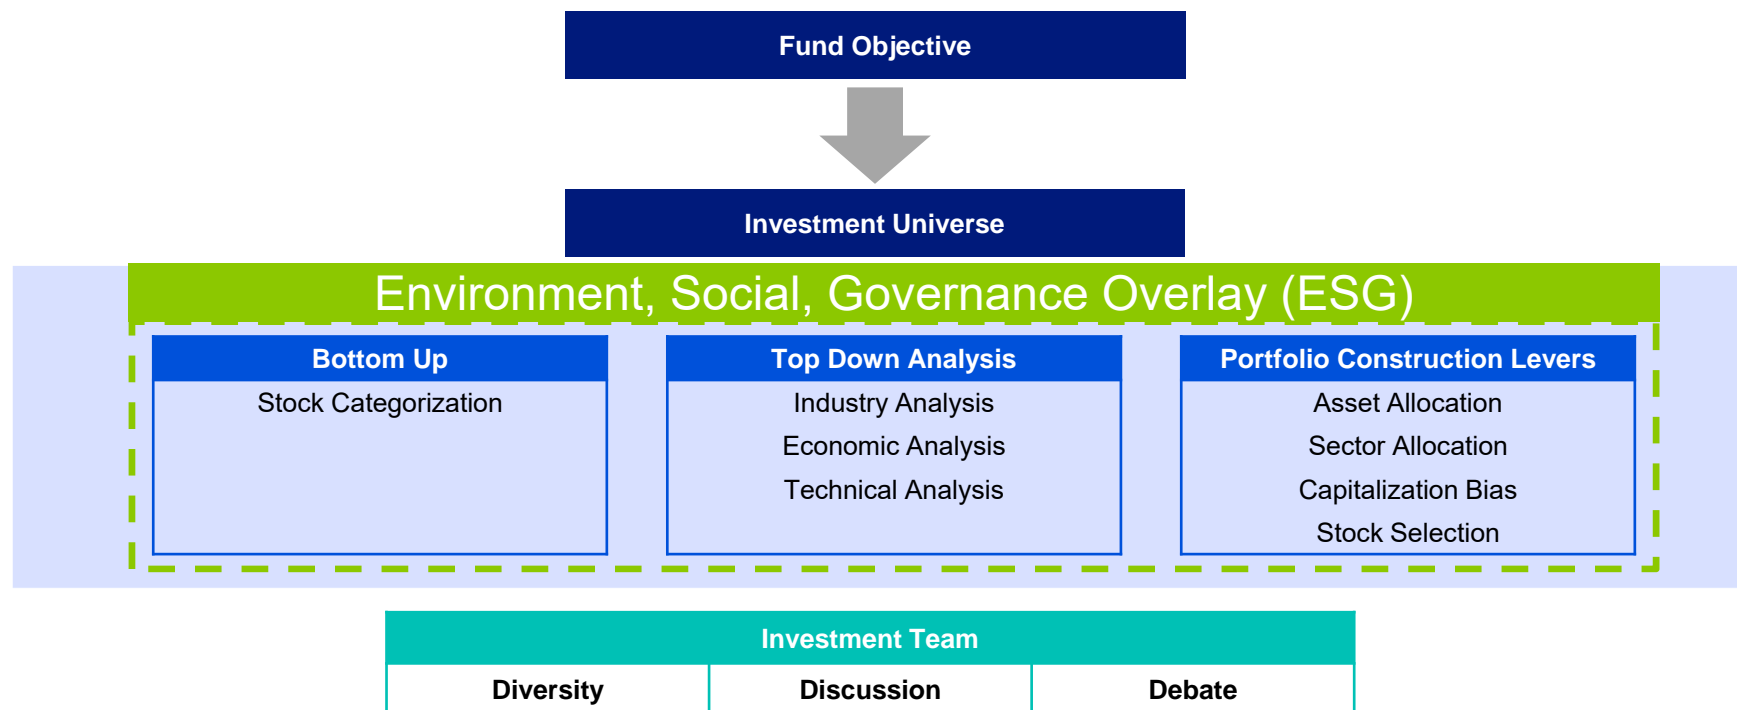 Fund Objective
Investment Universe
Environment, Social, Governance Overlay (ESG)
Bottom Up
Stock Categorization
Top Down Analysis
Industry Analysis
Economic Analysis
Technical Analysis
Portfolio Construction Levers
Asset Allocation
Sector Allocation
Capitalization Bias
Stock Selection
Investment Team
Diversity
Discussion
Debate